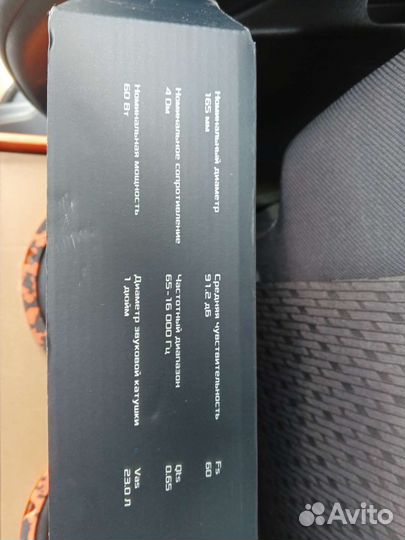 Номинальный диаметр
165 мм
Средняя чувствительность
91.2 дб
Fs
60
Номинальное сопротивление
4 Ом
Частотный диапазон
65-16 000 Гц
Qts
0.65
Номинальная мощность
60 Вт
Диаметр звуковой катушки
1 дюйм
Vas
23.0 л
Avito